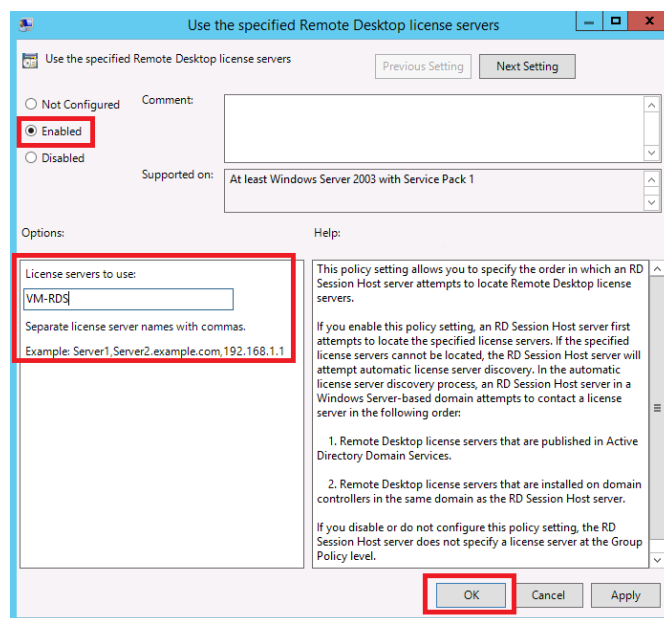 Use the specified Remote Desktop license servers
Use the specified Remote Desktop license servers
Previous Setting
Next Setting
Not Configured
Comment:
Enabled
Disabled
Supported on:
At least Windows Server 2003 with Service Pack 1
Options:
Help:
License servers to use:
VM-RDS
Separate license server names with commas.
Example: Server1,Server2.example.com,192.168.1.1
This policy setting allows you to specify the order in which an RD
Session Host server attempts to locate Remote Desktop license
servers.
If you enable this policy setting, an RD Session Host server first
attempts to locate the specified license servers. If the specified
license servers cannot be located, the RD Session Host server will
attempt automatic license server discovery. In the automatic
license server discovery process, an RD Session Host server in a
Windows Server-based domain attempts to contact a license
server in the following order:
1. Remote Desktop license servers that are published in Active
Directory Domain Services.
2. Remote Desktop license servers that are installed on domain
controllers in the same domain as the RD Session Host server.
If you disable or do not configure this policy setting, the RD
Session Host server does not specify a license server at the Group
Policy level.
OK
Cancel
Apply